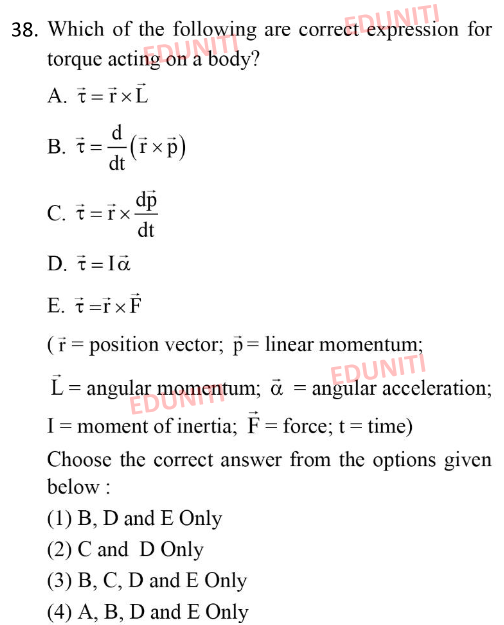 38. Which of the following are correct expression for
torque acting on a body?
A. τ⃗ = r⃗ × L⃗
B. τ⃗ = d/dt (r⃗ × p⃗)
C. τ⃗ = r⃗ × dp⃗/dt
D. τ⃗ = Iα⃗
E. τ⃗ = r⃗ × F⃗
(r⃗ = position vector; p⃗ = linear momentum;
L⃗ = angular momentum; α⃗ = angular acceleration;
I = moment of inertia; F⃗ = force; t = time)
Choose the correct answer from the options given
below :
(1) B, D and E Only
(2) C and D Only
(3) B, C, D and E Only
(4) A, B, D and E Only
EDUNITI
EDUNITI
EDUNITI
EDUNITI